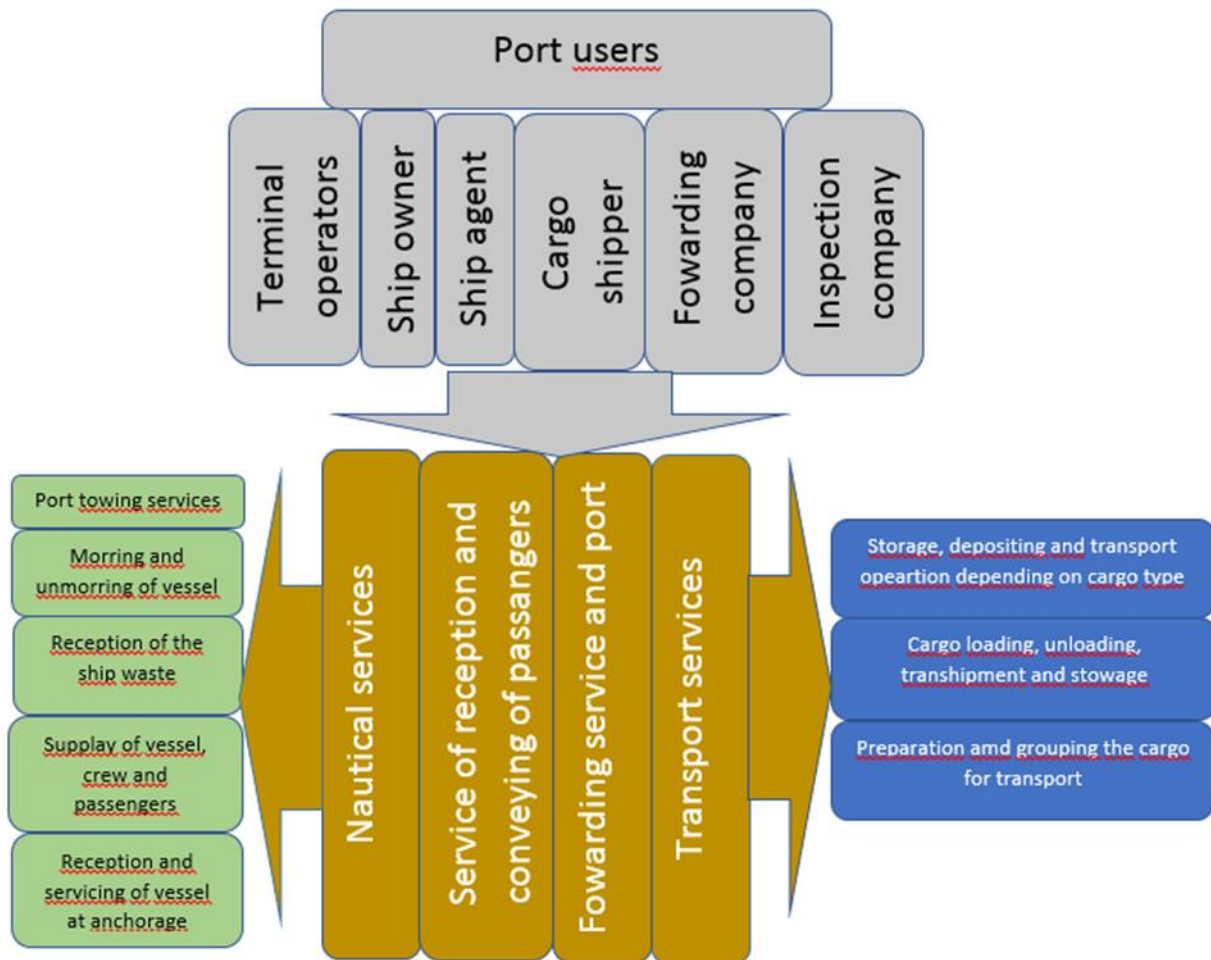 Port users
Terminal
operators
Ship owner
Ship agent
Cargo
shipper
Fowarding
company
Inspection
company
Port towing services
Morring and
unmorring of vessel
Reception of the
ship waste
Supplay of vessel,
crew and
passengers
Reception and
servicing of vessel
at anchorage
Nautical services
Service of reception and
conveying of passangers
Fowarding service and port
Transport services
Storage, depositing and transport
opeartion depending on cargo type
Cargo loading, unloading,
transhipment and stowage
Preparation amd grouping the cargo
for transport